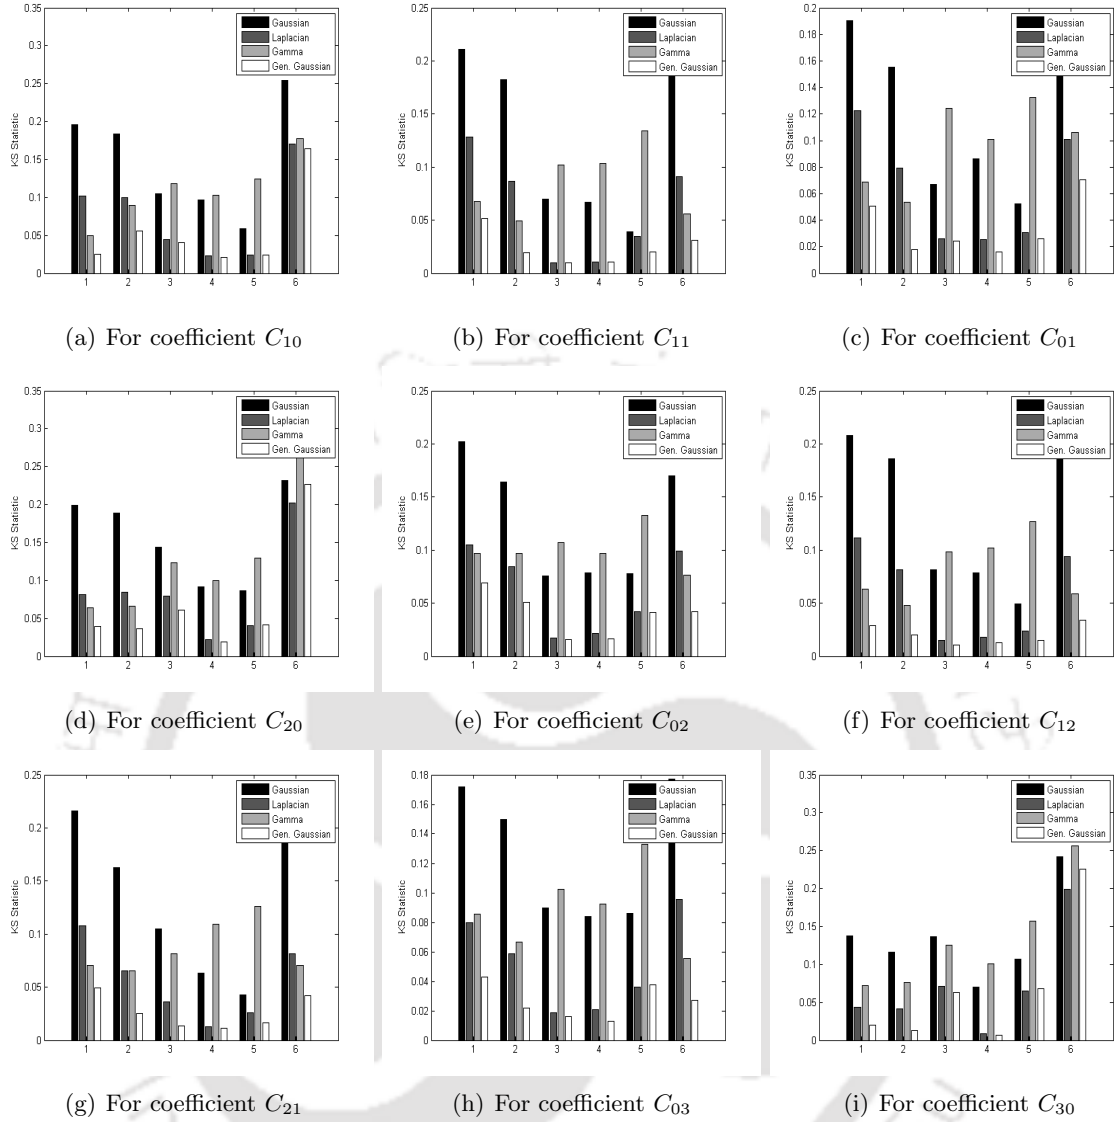 0.35
0.3
0.25
0.2
0.15
0.1
0.05
0
KS Statistic
1 2 3 4 5 6
Gaussian
Laplacian
Gamma
Gen. Gaussian
(a) For coefficient C10
0.25
0.2
0.15
0.1
0.05
0
KS Statistic
1 2 3 4 5 6
Gaussian
Laplacian
Gamma
Gen. Gaussian
(b) For coefficient C11
0.2
0.18
0.16
0.14
0.12
0.1
0.08
0.06
0.04
0.02
0
KS Statistic
1 2 3 4 5 6
Gaussian
Laplacian
Gamma
Gen. Gaussian
(c) For coefficient C01
0.35
0.3
0.25
0.2
0.15
0.1
0.05
0
KS Statistic
1 2 3 4 5 6
Gaussian
Laplacian
Gamma
Gen. Gaussian
(d) For coefficient C20
0.25
0.2
0.15
0.1
0.05
0
KS Statistic
1 2 3 4 5 6
Gaussian
Laplacian
Gamma
Gen. Gaussian
(e) For coefficient C02
0.25
0.2
0.15
0.1
0.05
0
KS Statistic
1 2 3 4 5 6
Gaussian
Laplacian
Gamma
Gen. Gaussian
(f) For coefficient C12
0.25
0.2
0.15
0.1
0.05
0
KS Statistic
1 2 3 4 5 6
Gaussian
Laplacian
Gamma
Gen. Gaussian
(g) For coefficient C21
0.18
0.16
0.14
0.12
0.1
0.08
0.06
0.04
0.02
0
KS Statistic
1 2 3 4 5 6
Gaussian
Laplacian
Gamma
Gen. Gaussian
(h) For coefficient C03
0.35
0.3
0.25
0.2
0.15
0.1
0.05
0
KS Statistic
1 2 3 4 5 6
Gaussian
Laplacian
Gamma
Gen. Gaussian
(i) For coefficient C30